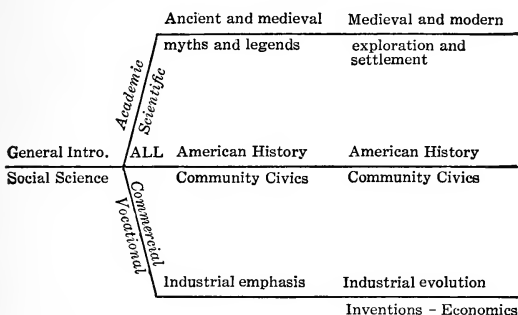 Ancient and medieval Medieval and modern
myths and legends exploration and
settlement
Academic
Scientific
General Intro. ALL American History American History
Social Science Community Civics Community Civics
Commercial
Vocational
Industrial emphasis Industrial evolution
Inventions – Economics